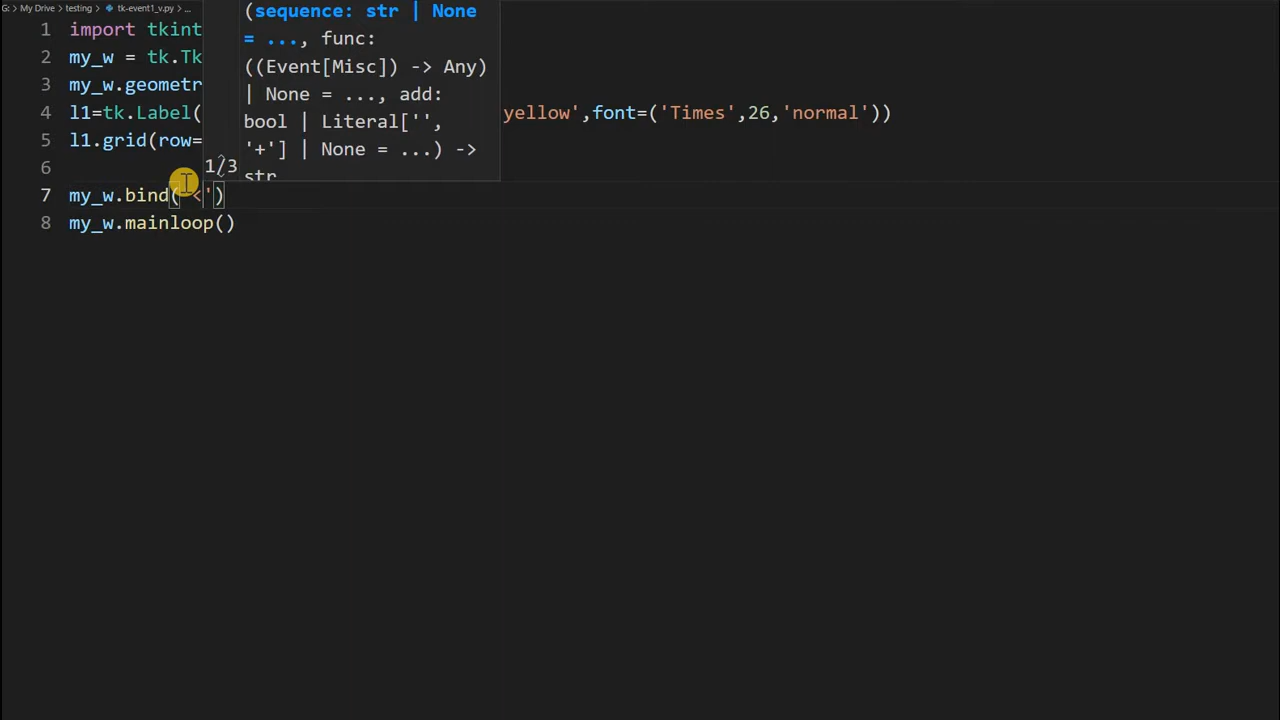 G: > My Drive > testing > tk-event1_v.py > ...
1 import tkint
2 my_w = tk.Tk
3 my_w.geometr
4 l1=tk.Label( yellow',font=('Times',26,'normal'))
5 l1.grid(row=
6
7 my_w.bind('<')
8 my_w.mainloop()
(sequence: str | None
= ..., func:
((Event[Misc]) -> Any)
| None = ..., add:
bool | Literal['',
'+'] | None = ...) ->
str
1/3